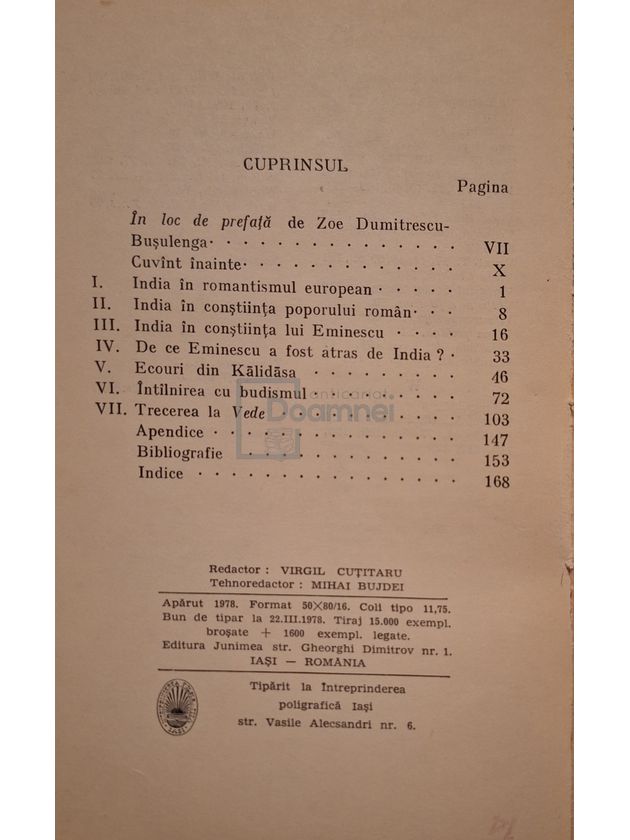 CUPRINSUL
Pagina
În loc de prefață de Zoe Dumitrescu-
Bușulenga · · · · · · · · · · · · · · · VII
Cuvînt înainte · · · · · · · · · · · · · X
I. India în romantismul european · · · · · 1
II. India în conștiința poporului român · · · 8
III. India în conștiința lui Eminescu · · · · 16
IV. De ce Eminescu a fost atras de India ? · 33
V. Ecouri din Kālidāsa · · · · · · · · · 46
VI. Întîlnirea cu budismul · · · · · · · · · 72
VII. Trecerea la Vede · · · · · · · · · · · 103
Apendice · · · · · · · · · · · · · · · 147
Bibliografie · · · · · · · · · · · · · 153
Indice · · · · · · · · · · · · · · · 168
anticariat
Doamnei
Redactor : VIRGIL CUȚITARU
Tehnoredactor : MIHAI BUJDEI
Apărut 1978. Format 50×80/16. Coli tipo 11,75.
Bun de tipar la 22.III.1978. Tiraj 15.000 exempl.
broșate + 1600 exempl. legate.
Editura Junimea str. Gheorghi Dimitrov nr. 1.
IAȘI — ROMÂNIA
Tipărit la Întreprinderea
poligrafică Iași
str. Vasile Alecsandri nr. 6.